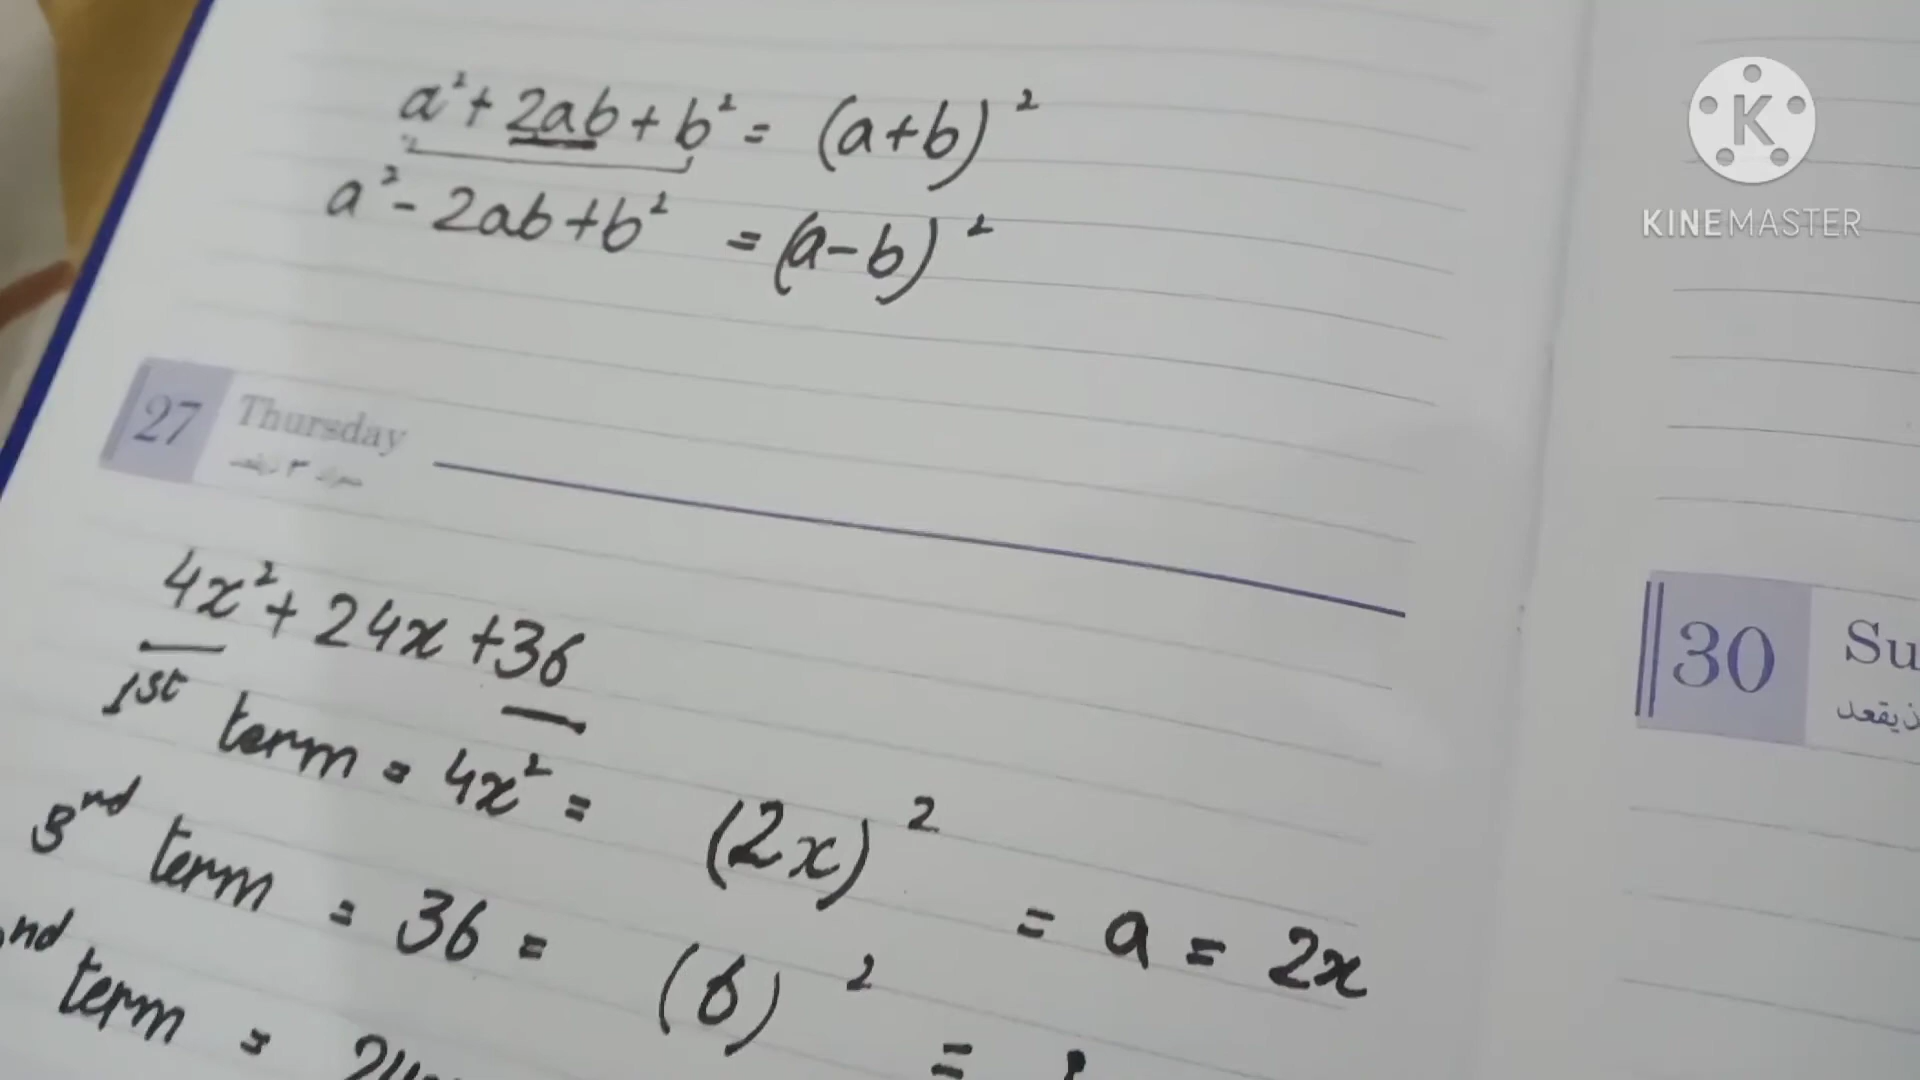 a² + 2ab + b² = (a+b)²
a² - 2ab + b² = (a-b)²
KINEMASTER
27 Thursday
4x² + 24x + 36
1st term = 4x² = (2x)² = a = 2x
3nd term = 36 = (6)² =
nd term =
30 Su